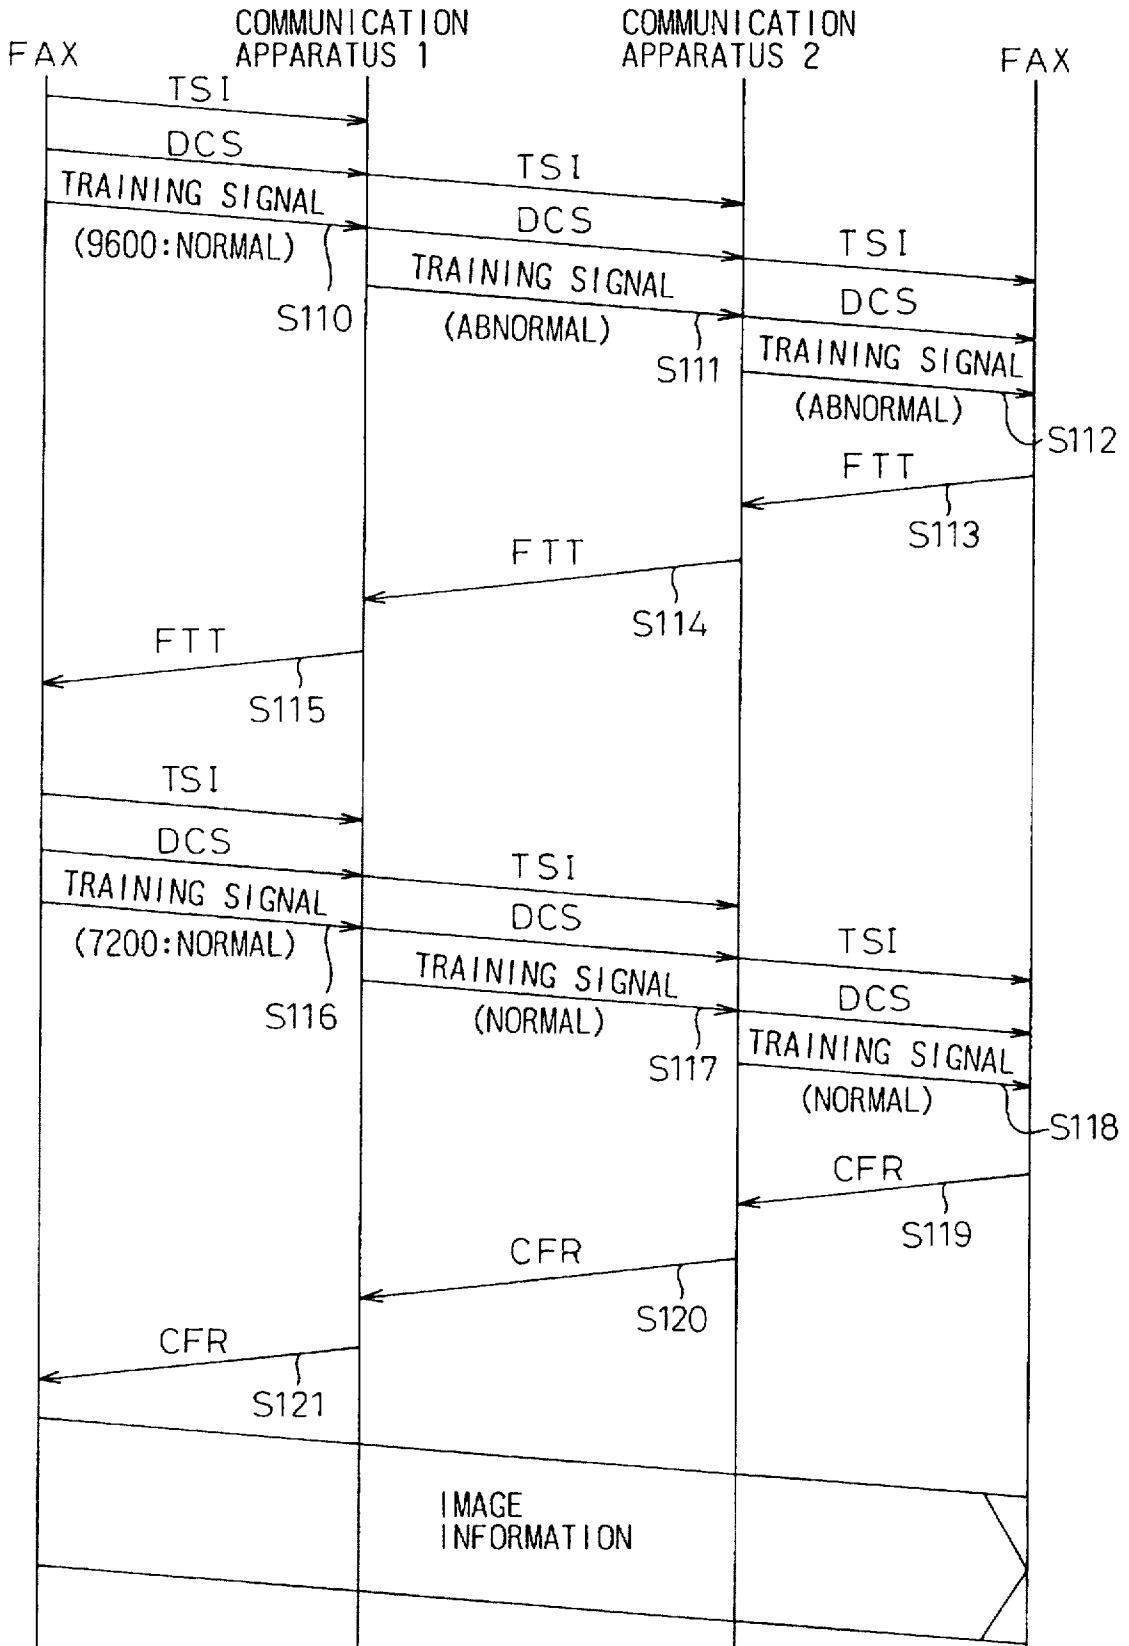 FAX
COMMUNICATION
APPARATUS 1
COMMUNICATION
APPARATUS 2
FAX
TSI
DCS
TRAINING SIGNAL
(9600:NORMAL)
S110
TSI
DCS
TRAINING SIGNAL
(ABNORMAL)
S111
TSI
DCS
TRAINING SIGNAL
(ABNORMAL)
S112
FTT
S113
FTT
S114
FTT
S115
TSI
DCS
TRAINING SIGNAL
(7200:NORMAL)
S116
TSI
DCS
TRAINING SIGNAL
(NORMAL)
S117
TSI
DCS
TRAINING SIGNAL
(NORMAL)
S118
CFR
S119
CFR
S120
CFR
S121
IMAGE
INFORMATION